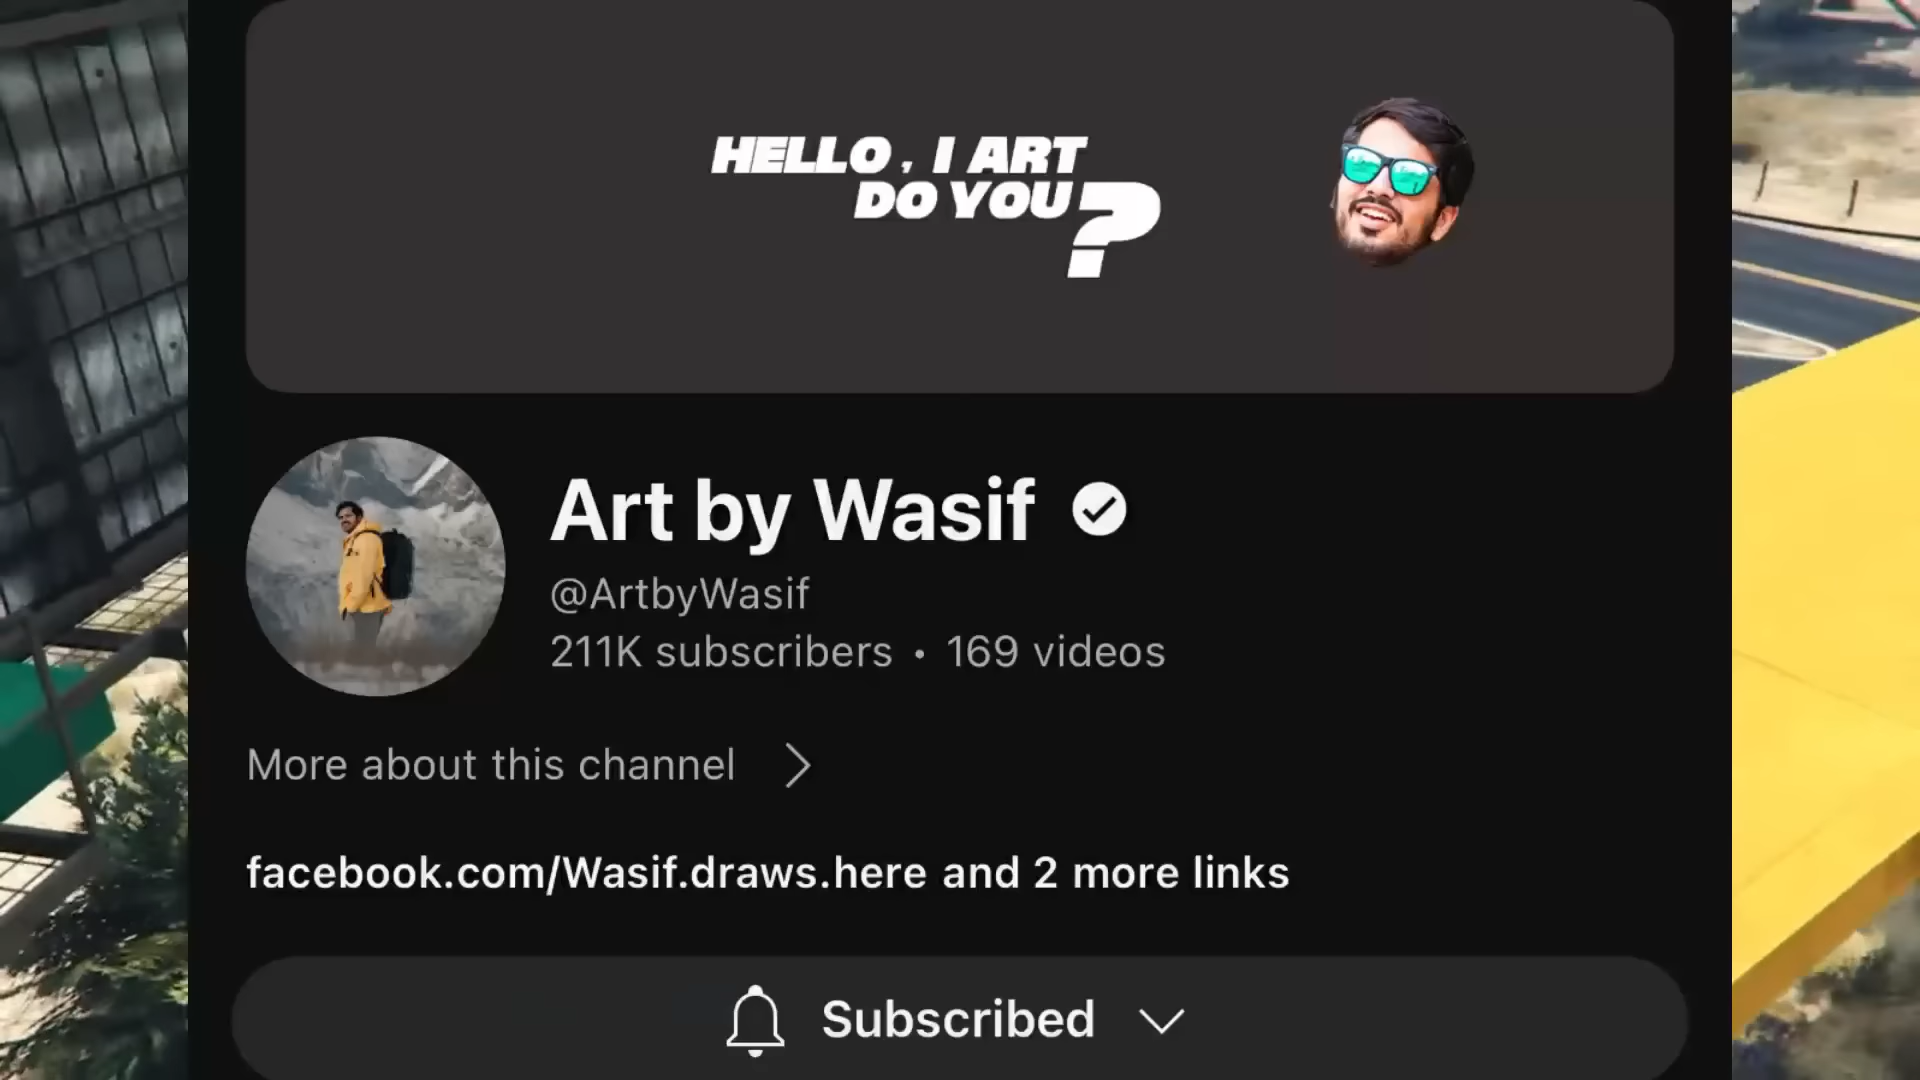 HELLO, I ART
DO YOU?
Art by Wasif
@ArtbyWasif
211K subscribers • 169 videos
More about this channel
facebook.com/Wasif.draws.here and 2 more links
Subscribed